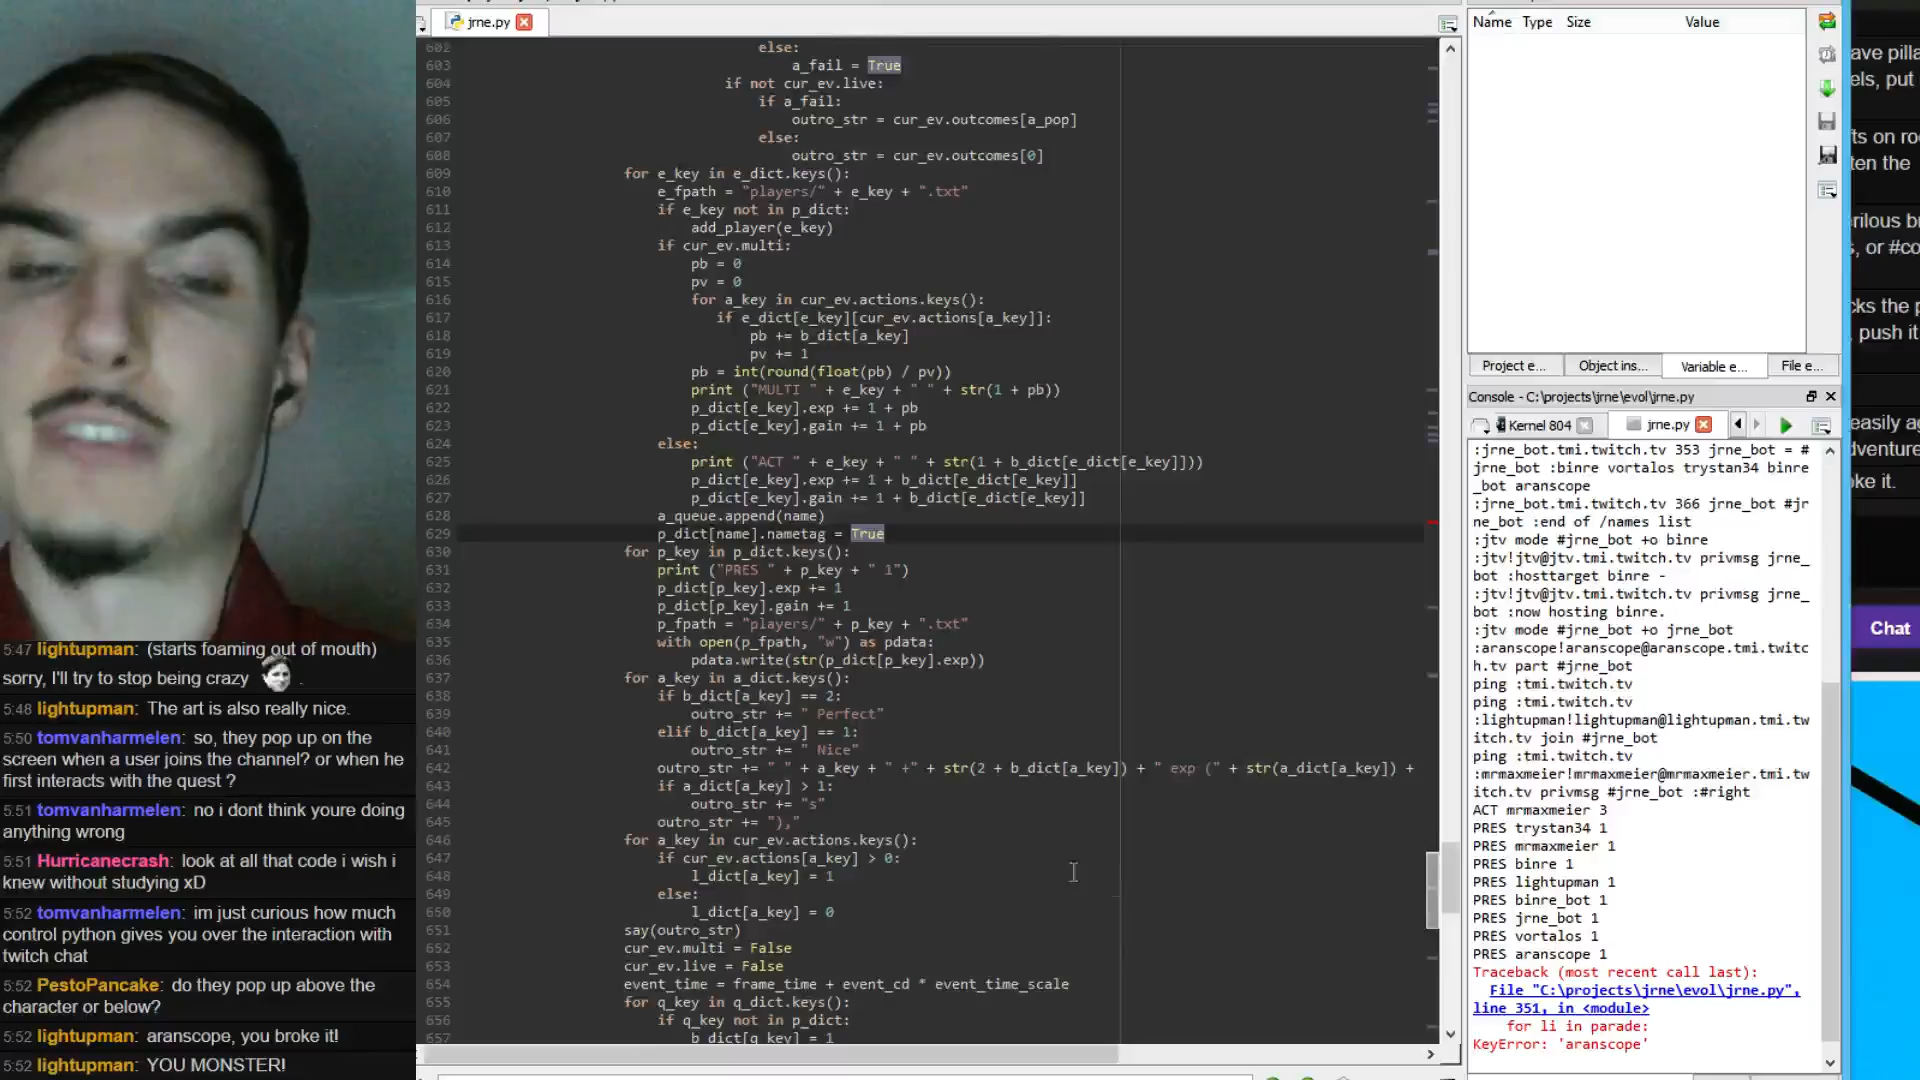 jrne.py
602 else:
603 a_fail = True
604 if not cur_ev.live:
605 if a_fail:
606 outro_str = cur_ev.outcomes[a_pop]
607 else:
608 outro_str = cur_ev.outcomes[0]
609 for e_key in e_dict.keys():
610 e_fpath = "players/" + e_key + ".txt"
611 if e_key not in p_dict:
612 add_player(e_key)
613 if cur_ev.multi:
614 pb = 0
615 pv = 0
616 for a_key in cur_ev.actions.keys():
617 if e_dict[e_key][cur_ev.actions[a_key]]:
618 pb += b_dict[a_key]
619 pv += 1
620 pb = int(round(float(pb) / pv))
621 print ("MULTI " + e_key + " " + str(1 + pb))
622 p_dict[e_key].exp += 1 + pb
623 p_dict[e_key].gain += 1 + pb
624 else:
625 print ("ACT " + e_key + " " + str(1 + b_dict[e_dict[e_key]]))
626 p_dict[e_key].exp += 1 + b_dict[e_dict[e_key]]
627 p_dict[e_key].gain += 1 + b_dict[e_dict[e_key]]
628 a_queue.append(name)
629 p_dict[name].nametag = True
630 for p_key in p_dict.keys():
631 print ("PRES " + p_key + " 1")
632 p_dict[p_key].exp += 1
633 p_dict[p_key].gain += 1
634 p_fpath = "players/" + p_key + ".txt"
635 with open(p_fpath, "w") as pdata:
636 pdata.write(str(p_dict[p_key].exp))
637 for a_key in a_dict.keys():
638 if b_dict[a_key] == 2:
639 outro_str += " Perfect"
640 elif b_dict[a_key] == 1:
641 outro_str += " Nice"
642 outro_str += " " + a_key + " +" + str(2 + b_dict[a_key]) + " exp (" + str(a_dict[a_key]) +
643 if a_dict[a_key] > 1:
644 outro_str += "s"
645 outro_str += "),"
646 for a_key in cur_ev.actions.keys():
647 if cur_ev.actions[a_key] > 0:
648 l_dict[a_key] = 1
649 else:
650 l_dict[a_key] = 0
651 say(outro_str)
652 cur_ev.multi = False
653 cur_ev.live = False
654 event_time = frame_time + event_cd * event_time_scale
655 for q_key in q_dict.keys():
656 if q_key not in p_dict:
657 b_dict[q_key] = 1
5:47 lightupman: (starts foaming out of mouth)
sorry, I'll try to stop being crazy .
5:48 lightupman: The art is also really nice.
5:50 tomvanharmelen: so, they pop up on the
screen when a user joins the channel? or when he
first interacts with the quest ?
5:51 tomvanharmelen: no i dont think youre doing
anything wrong
5:51 Hurricanecrash: look at all that code i wish i
knew without studying xD
5:52 tomvanharmelen: im just curious how much
control python gives you over the interaction with
twitch chat
5:52 PestoPancake: do they pop up above the
character or below?
5:52 lightupman: aranscope, you broke it!
5:52 lightupman: YOU MONSTER!
Name Type Size Value
Project e... Object ins... Variable e... File e...
Console - C:\projects\jrne\evol\jrne.py
Kernel 804 jrne.py
:jrne_bot.tmi.twitch.tv 353 jrne_bot = #
jrne_bot :binre vortalos trystan34 binre
_bot aranscope
:jrne_bot.tmi.twitch.tv 366 jrne_bot #jr
ne_bot :end of /names list
:jtv mode #jrne_bot +o binre
:jtv!jtv@jtv.tmi.twitch.tv privmsg jrne_
bot :hosttarget binre -
:jtv!jtv@jtv.tmi.twitch.tv privmsg jrne_
bot :now hosting binre.
:jtv mode #jrne_bot +o jrne_bot
:aranscope!aranscope@aranscope.tmi.twitc
h.tv part #jrne_bot
ping :tmi.twitch.tv
ping :tmi.twitch.tv
:lightupman!lightupman@lightupman.tmi.tw
itch.tv join #jrne_bot
ping :tmi.twitch.tv
:mrmaxmeier!mrmaxmeier@mrmaxmeier.tmi.tw
itch.tv privmsg #jrne_bot :#right
ACT mrmaxmeier 3
PRES trystan34 1
PRES mrmaxmeier 1
PRES binre 1
PRES lightupman 1
PRES binre_bot 1
PRES jrne_bot 1
PRES vortalos 1
PRES aranscope 1
Traceback (most recent call last):
File "C:\projects\jrne\evol\jrne.py",
line 351, in <module>
for li in parade:
KeyError: 'aranscope'
ave pilla
els, put
fts on ro
ten the
rilous b
s, or #co
cks the p
, push it
easily ag
dventure
ke it.
Chat